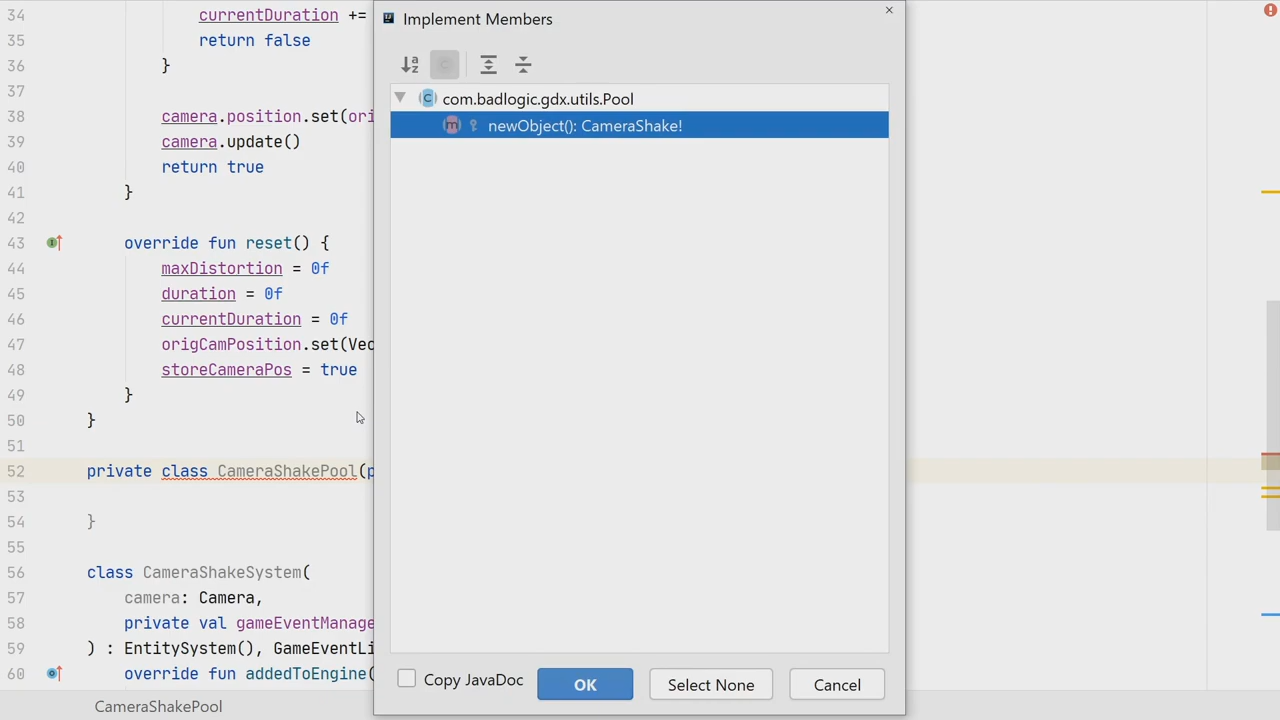 Implement Members
com.badlogic.gdx.utils.Pool
newObject(): CameraShake!
Copy JavaDoc
OK
Select None
Cancel
34 currentDuration +=
35 return false
36 }
37
38 camera.position.set(ori
39 camera.update()
40 return true
41 }
42
43 override fun reset() {
44 maxDistortion = 0f
45 duration = 0f
46 currentDuration = 0f
47 origCamPosition.set(Vec
48 storeCameraPos = true
49 }
50 }
51
52 private class CameraShakePool(p
53
54 }
55
56 class CameraShakeSystem(
57 camera: Camera,
58 private val gameEventManage
59 ) : EntitySystem(), GameEventLi
60 override fun addedToEngine(
CameraShakePool